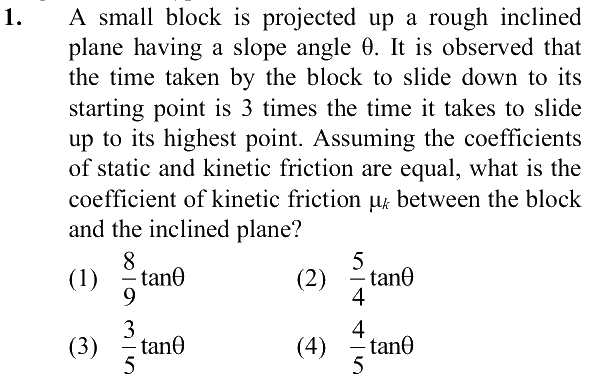 1. A small block is projected up a rough inclined
plane having a slope angle θ. It is observed that
the time taken by the block to slide down to its
starting point is 3 times the time it takes to slide
up to its highest point. Assuming the coefficients
of static and kinetic friction are equal, what is the
coefficient of kinetic friction μk between the block
and the inclined plane?
(1) 8/9 tanθ (2) 5/4 tanθ
(3) 3/5 tanθ (4) 4/5 tanθ